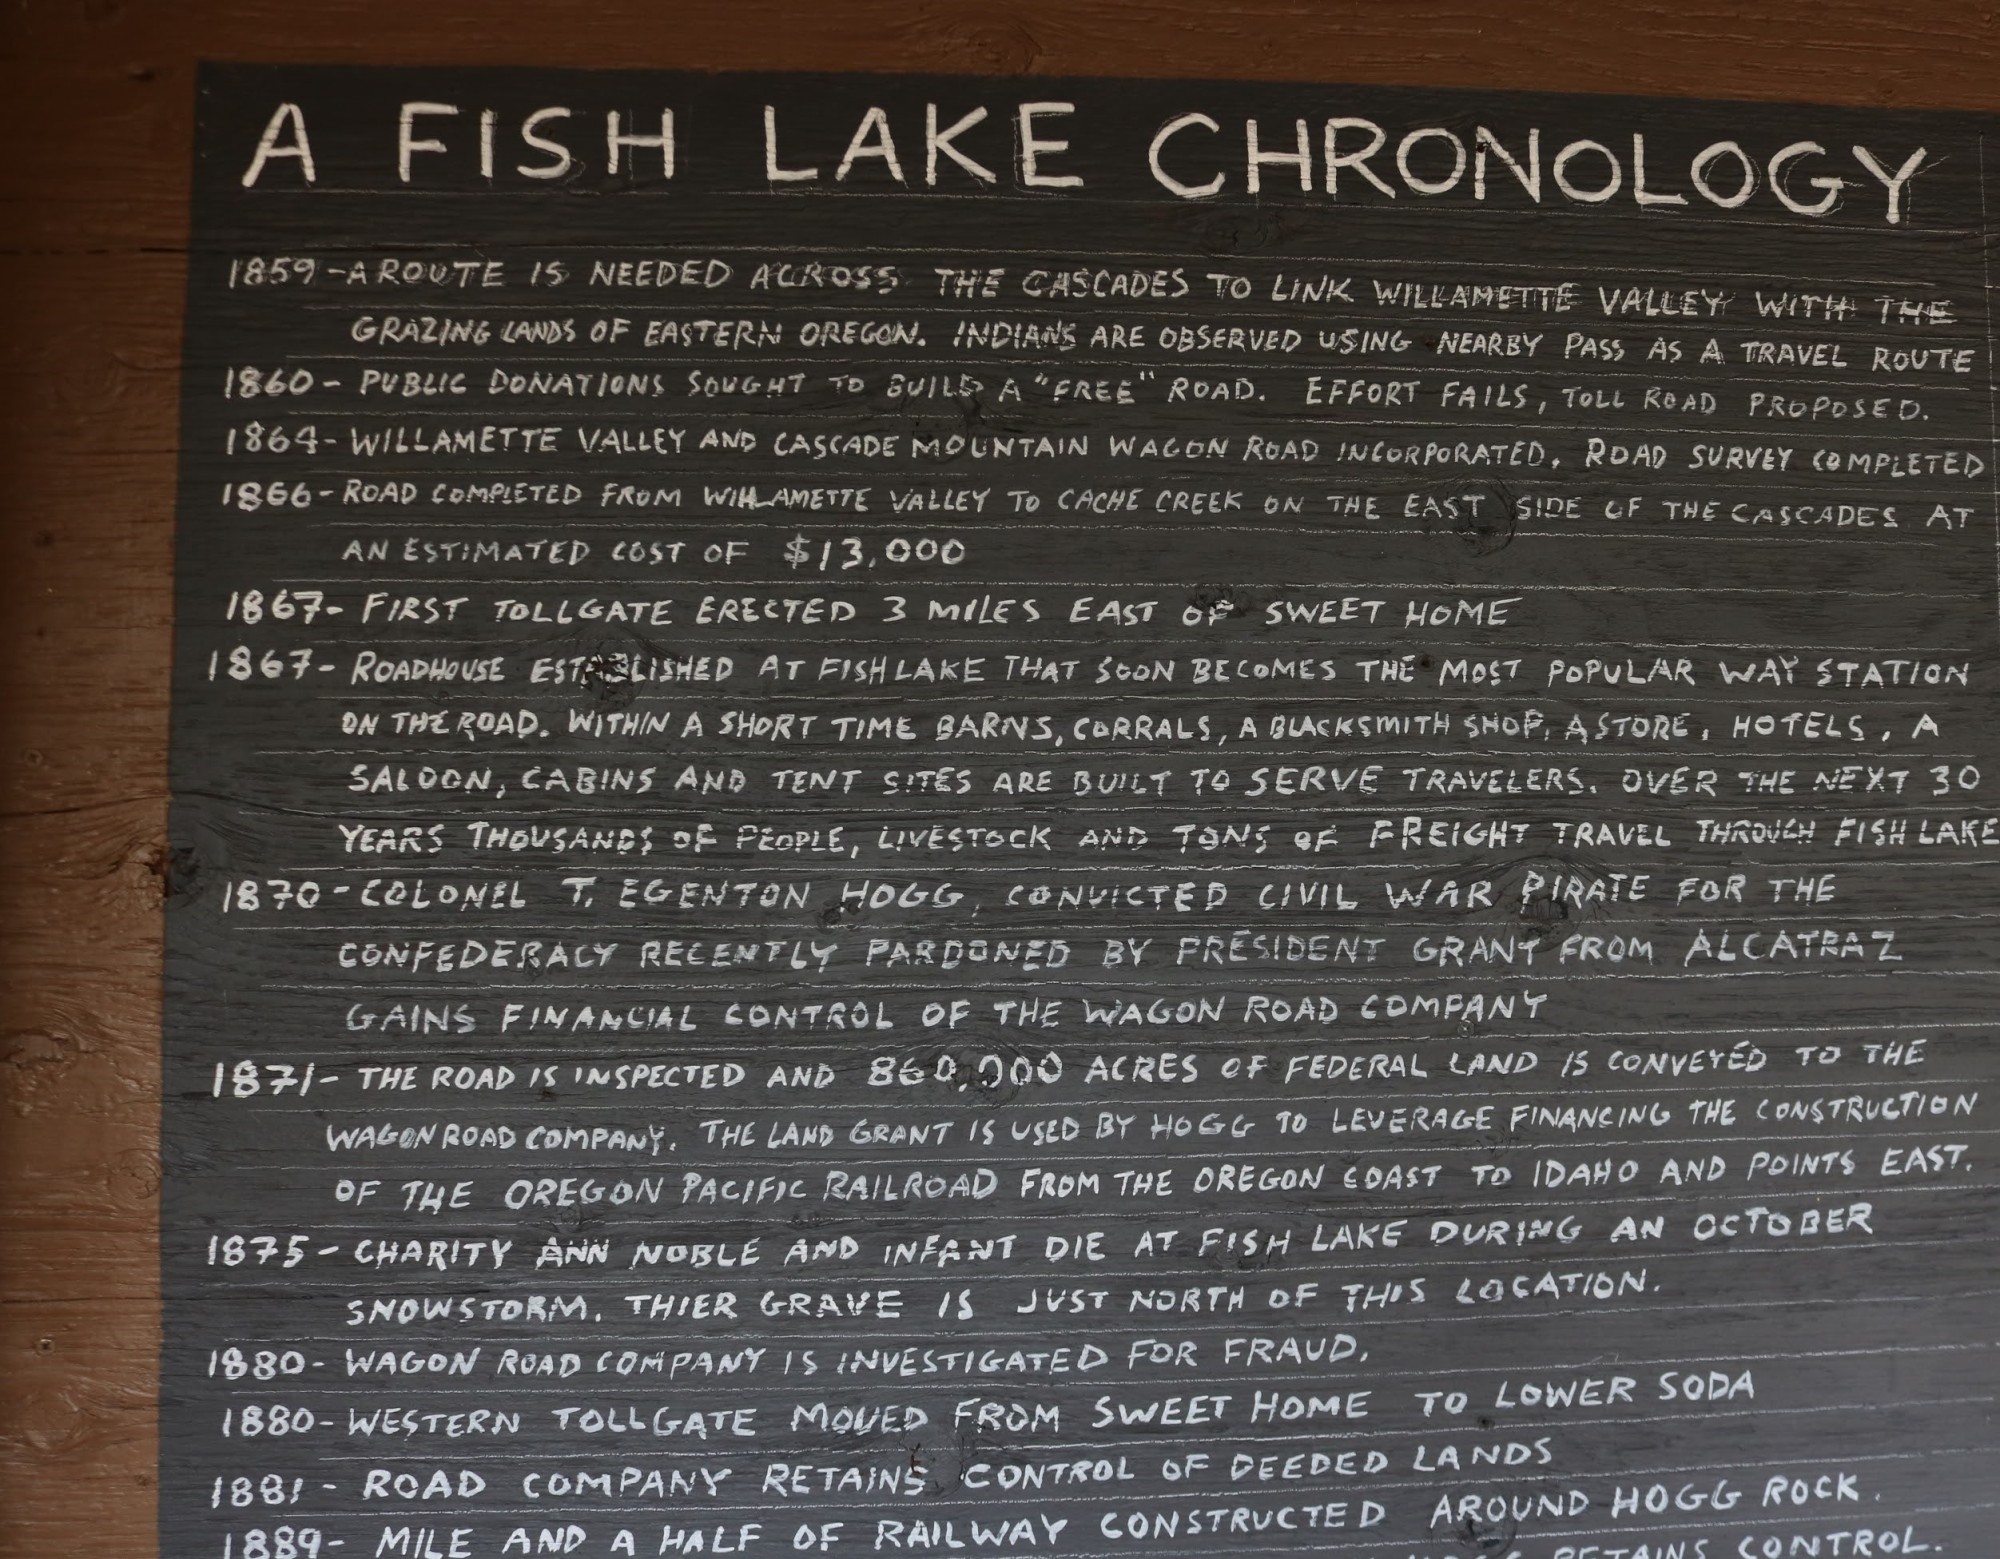 A FISH LAKE CHRONOLOGY
1859-A ROUTE IS NEEDED ACROSS THE CASCADES TO LINK WILLAMETTE VALLEY WITH THE
GRAZING LANDS OF EASTERN OREGON. INDIANS ARE OBSERVED USING NEARBY PASS AS A TRAVEL ROUTE
1860- PUBLIC DONATIONS SOUGHT TO BUILD A "FREE" ROAD. EFFORT FAILS, TOLL ROAD PROPOSED.
1864- WILLAMETTE VALLEY AND CASCADE MOUNTAIN WAGON ROAD INCORPORATED. ROAD SURVEY COMPLETED
1866- ROAD COMPLETED FROM WILLAMETTE VALLEY TO CACHE CREEK ON THE EAST SIDE OF THE CASCADES AT
AN ESTIMATED COST OF $13,000
1867- FIRST TOLLGATE ERECTED 3 MILES EAST OF SWEET HOME
1867- ROADHOUSE ESTABLISHED AT FISH LAKE THAT SOON BECOMES THE MOST POPULAR WAY STATION
ON THE ROAD. WITHIN A SHORT TIME BARNS, CORRALS, A BLACKSMITH SHOP, A STORE, HOTELS, A
SALOON, CABINS AND TENT SITES ARE BUILT TO SERVE TRAVELERS. OVER THE NEXT 30
YEARS THOUSANDS OF PEOPLE, LIVESTOCK AND TONS OF FREIGHT TRAVEL THROUGH FISH LAKE
1870- COLONEL T. EGENTON HOGG, CONVICTED CIVIL WAR PIRATE FOR THE
CONFEDERACY RECENTLY PARDONED BY PRESIDENT GRANT FROM ALCATRAZ
GAINS FINANCIAL CONTROL OF THE WAGON ROAD COMPANY
1871- THE ROAD IS INSPECTED AND 860,000 ACRES OF FEDERAL LAND IS CONVEYED TO THE
WAGON ROAD COMPANY. THE LAND GRANT IS USED BY HOGG TO LEVERAGE FINANCING THE CONSTRUCTION
OF THE OREGON PACIFIC RAILROAD FROM THE OREGON COAST TO IDAHO AND POINTS EAST.
1875- CHARITY ANN NOBLE AND INFANT DIE AT FISH LAKE DURING AN OCTOBER
SNOWSTORM. THIER GRAVE IS JUST NORTH OF THIS LOCATION.
1880- WAGON ROAD COMPANY IS INVESTIGATED FOR FRAUD.
1880- WESTERN TOLLGATE MOVED FROM SWEET HOME TO LOWER SODA
1881- ROAD COMPANY RETAINS CONTROL OF DEEDED LANDS
1889- MILE AND A HALF OF RAILWAY CONSTRUCTED AROUND HOGG ROCK.
RETAINS CONTROL.